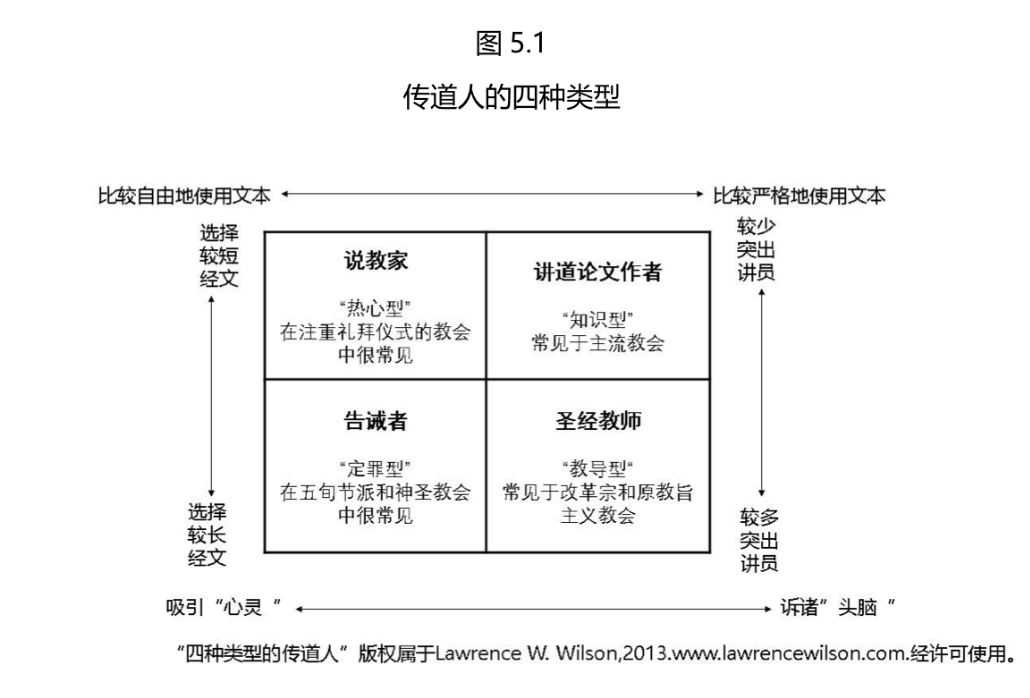 图 5.1
传道人的四种类型
比较自由地使用文本
比较严格地使用文本
选择
较短
经文
较少
突出
讲员
说教家
“热心型”
在注重礼拜仪式的教会
中很常见
讲道论文作者
“知识型”
常见于主流教会
告诫者
“定罪型”
在五旬节派和神圣教会
中很常见
圣经教师
“教导型“
常见于改革宗和原教旨
主义教会
选择
较长
经文
较多
突出
讲员
吸引“心灵 ”
诉诸”头脑 ”
“四种类型的传道人”版权属于Lawrence W. Wilson,2013.www.lawrencewilson.com.经许可使用。